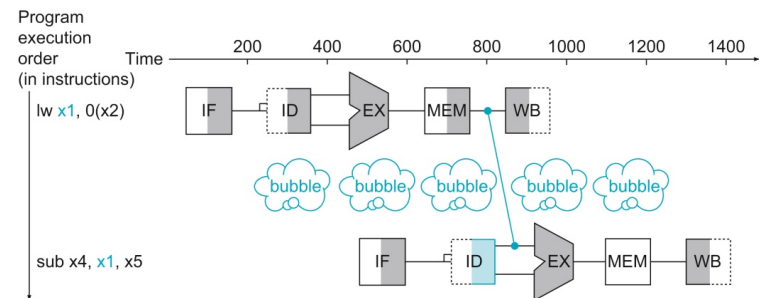 Program
execution
order
(in instructions)
Time
200 400 600 800 1000 1200 1400
lw x1, 0(x2)
IF ID EX MEM WB
bubble bubble bubble bubble bubble
sub x4, x1, x5
IF ID EX MEM WB